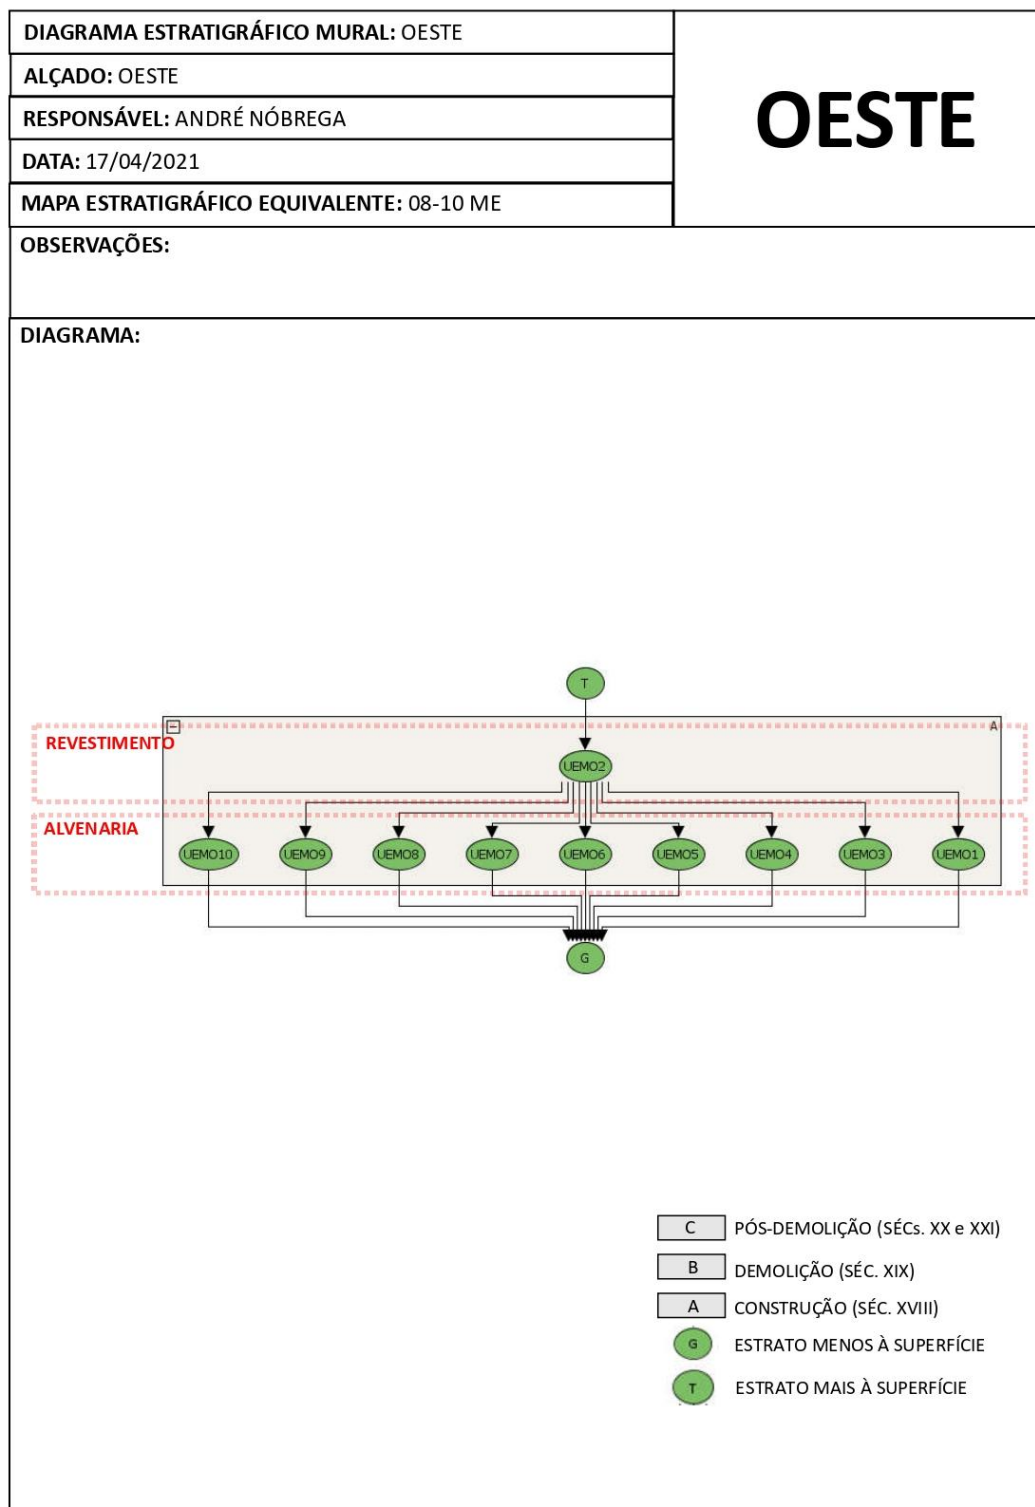 DIAGRAMA ESTRATIGRÁFICO MURAL: OESTE
ALÇADO: OESTE
RESPONSÁVEL: ANDRÉ NÓBREGA
DATA: 17/04/2021
MAPA ESTRATIGRÁFICO EQUIVALENTE: 08-10 ME
OESTE
OBSERVAÇÕES:
DIAGRAMA:
T
A
REVESTIMENTO
UEMO2
ALVENARIA
UEMO10 UEMO9 UEMO8 UEMO7 UEMO6 UEMO5 UEMO4 UEMO3 UEMO1
G
C PÓS-DEMOLIÇÃO (SÉCs. XX e XXI)
B DEMOLIÇÃO (SÉC. XIX)
A CONSTRUÇÃO (SÉC. XVIII)
G ESTRATO MENOS À SUPERFÍCIE
T ESTRATO MAIS À SUPERFÍCIE